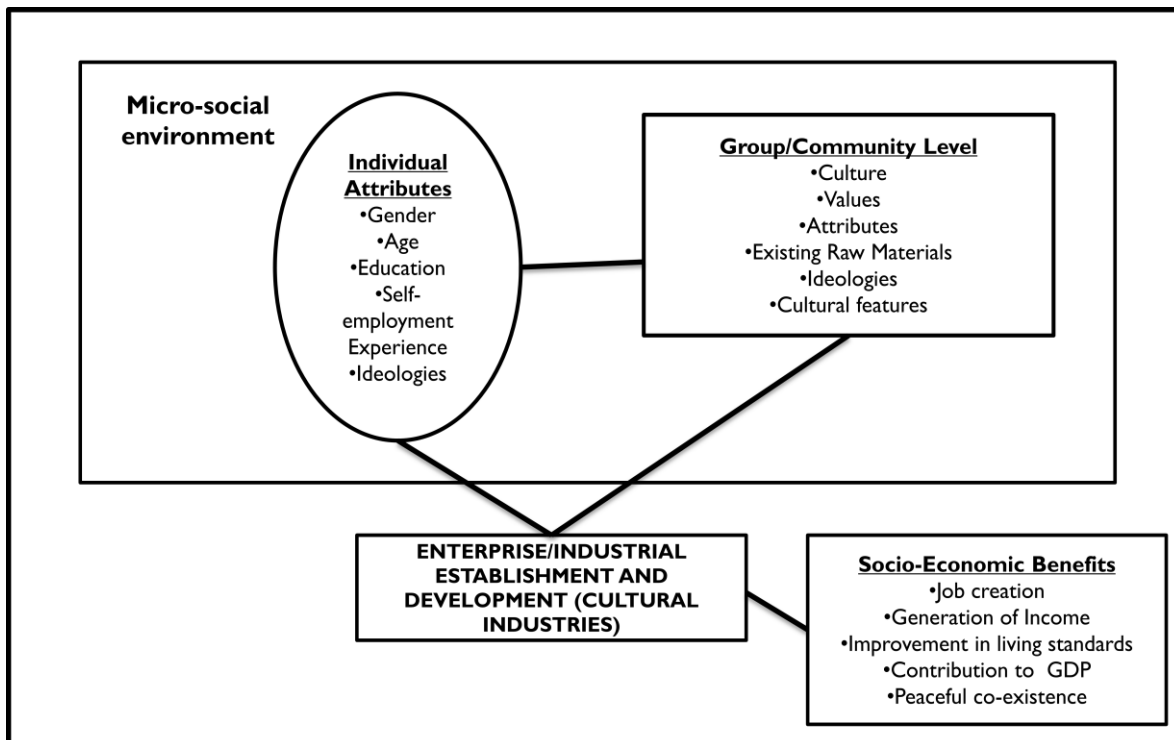 Micro-social
environment
Individual
Attributes
•Gender
•Age
•Education
•Self-
employment
Experience
•Ideologies
Group/Community Level
•Culture
•Values
•Attributes
•Existing Raw Materials
•Ideologies
•Cultural features
ENTERPRISE/INDUSTRIAL
ESTABLISHMENT AND
DEVELOPMENT (CULTURAL
INDUSTRIES)
Socio-Economic Benefits
•Job creation
•Generation of Income
•Improvement in living standards
•Contribution to GDP
•Peaceful co-existence